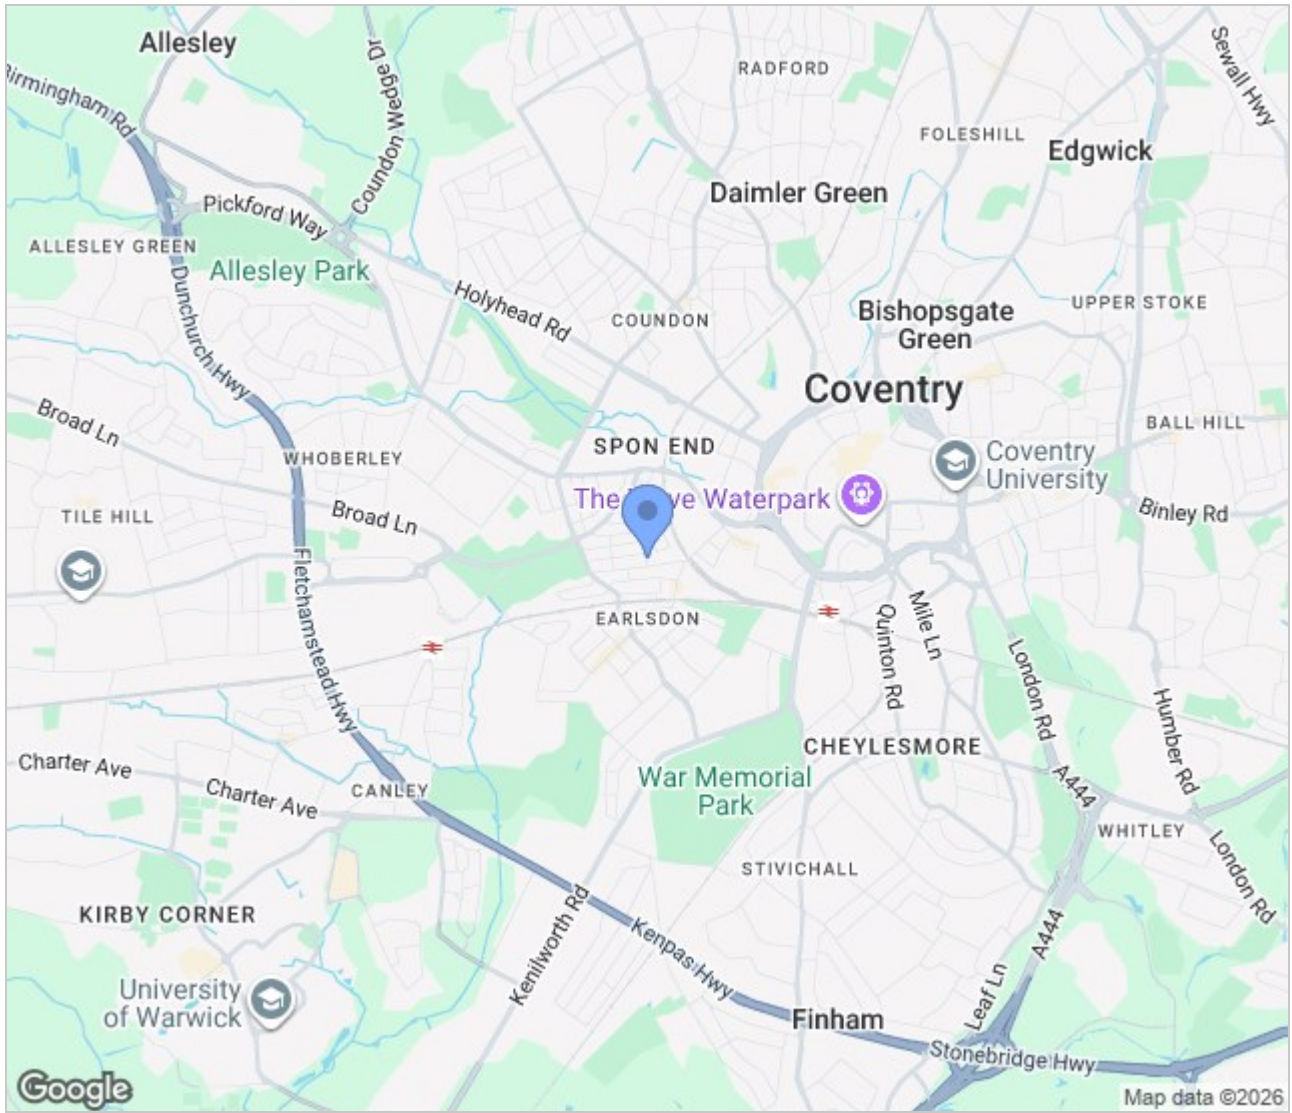 Allesley
Coundon Wedge Dr
RADFORD
Sewall Hwy
Birmingham Rd
FOLESHILL
Edgwick
Daimler Green
Pickford Way
ALLESLEY GREEN
Allesley Park
Dunchurch Hwy
Holyhead Rd
COUNDON
Bishopsgate
Green
UPPER STOKE
Coventry
Broad Ln
BALL HILL
WHOBERLEY
SPON END
Coventry
University
The
ve Waterpark
Broad Ln
TILE HILL
Binley Rd
Fletchamstead Hwy
EARLSDON
Quinton Rd
Mile Ln
London Rd
Humber Rd
CHEYLESMORE
Charter Ave
Charter Ave
CANLEY
War Memorial
Park
A444
WHITLEY
London Rd
STIVICHALL
KIRBY CORNER
Kenilworth Rd
Kenpas Hwy
A444
University
of Warwick
Leaf Ln
Finham
Stonebridge Hwy
Google
Map data ©2026